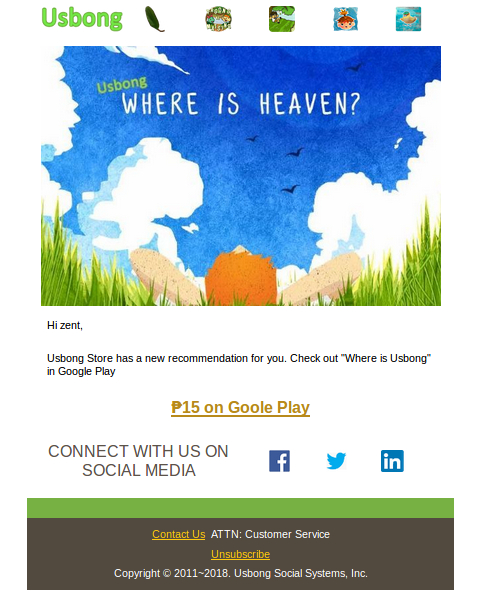 Usbong
Usbong
WHERE IS HEAVEN?
Hi zent,
Usbong Store has a new recommendation for you. Check out "Where is Usbong"
in Google Play
₱15 on Goole Play
CONNECT WITH US ON
SOCIAL MEDIA
Contact Us ATTN: Customer Service
Unsubscribe
Copyright © 2011~2018. Usbong Social Systems, Inc.